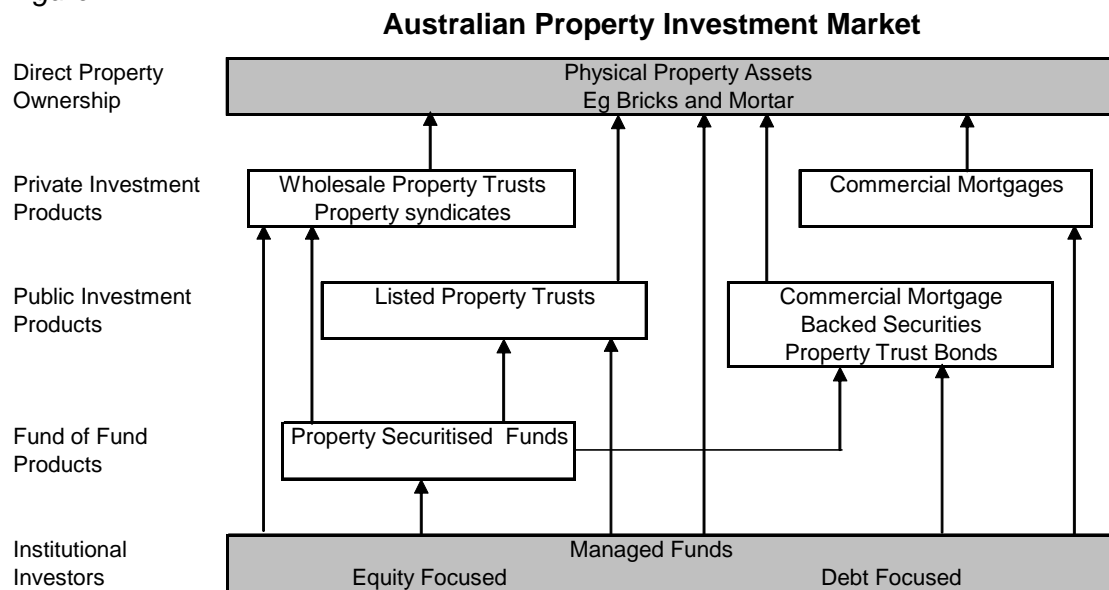 Australian Property Investment Market
Direct Property
Ownership
Physical Property Assets
Eg Bricks and Mortar
Private Investment
Products
Wholesale Property Trusts
Property syndicates
Commercial Mortgages
Public Investment
Products
Listed Property Trusts
Commercial Mortgage
Backed Securities
Property Trust Bonds
Fund of Fund
Products
Property Securitised Funds
Institutional
Investors
Managed Funds
Equity Focused
Debt Focused